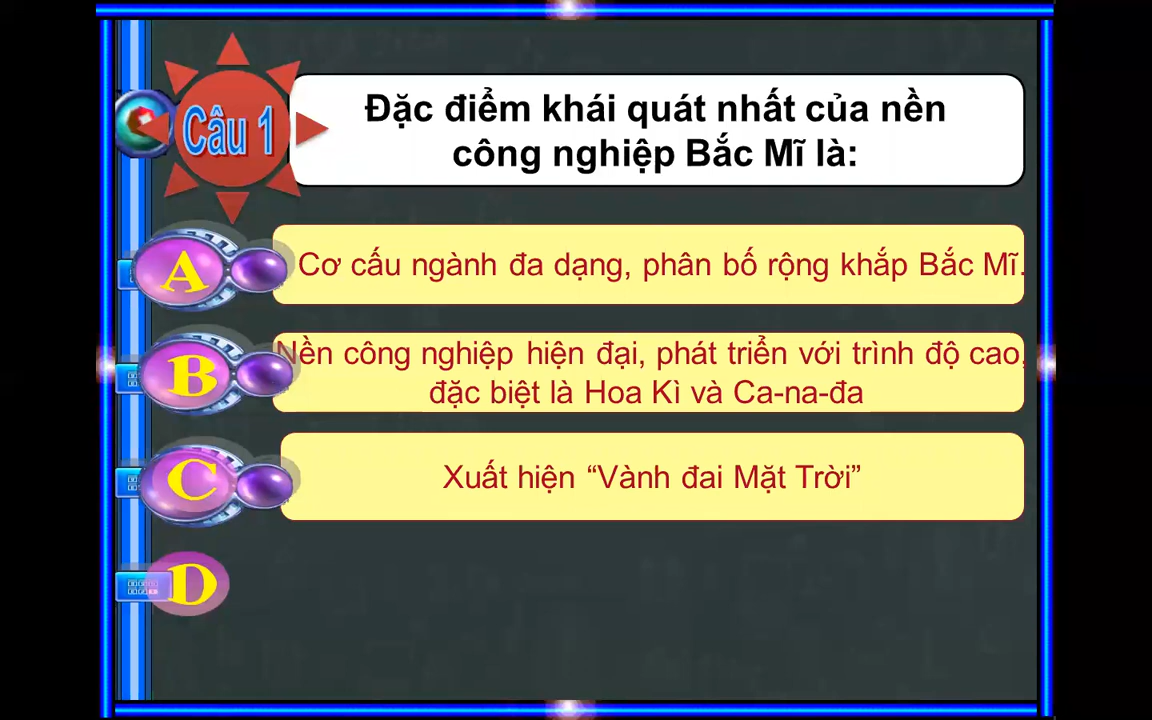 Câu 1
Đặc điểm khái quát nhất của nền
công nghiệp Bắc Mĩ là:
A
Cơ cấu ngành đa dạng, phân bố rộng khắp Bắc Mĩ.
B
Nền công nghiệp hiện đại, phát triển với trình độ cao,
đặc biệt là Hoa Kì và Ca-na-đa
C
Xuất hiện “Vành đai Mặt Trời”
D